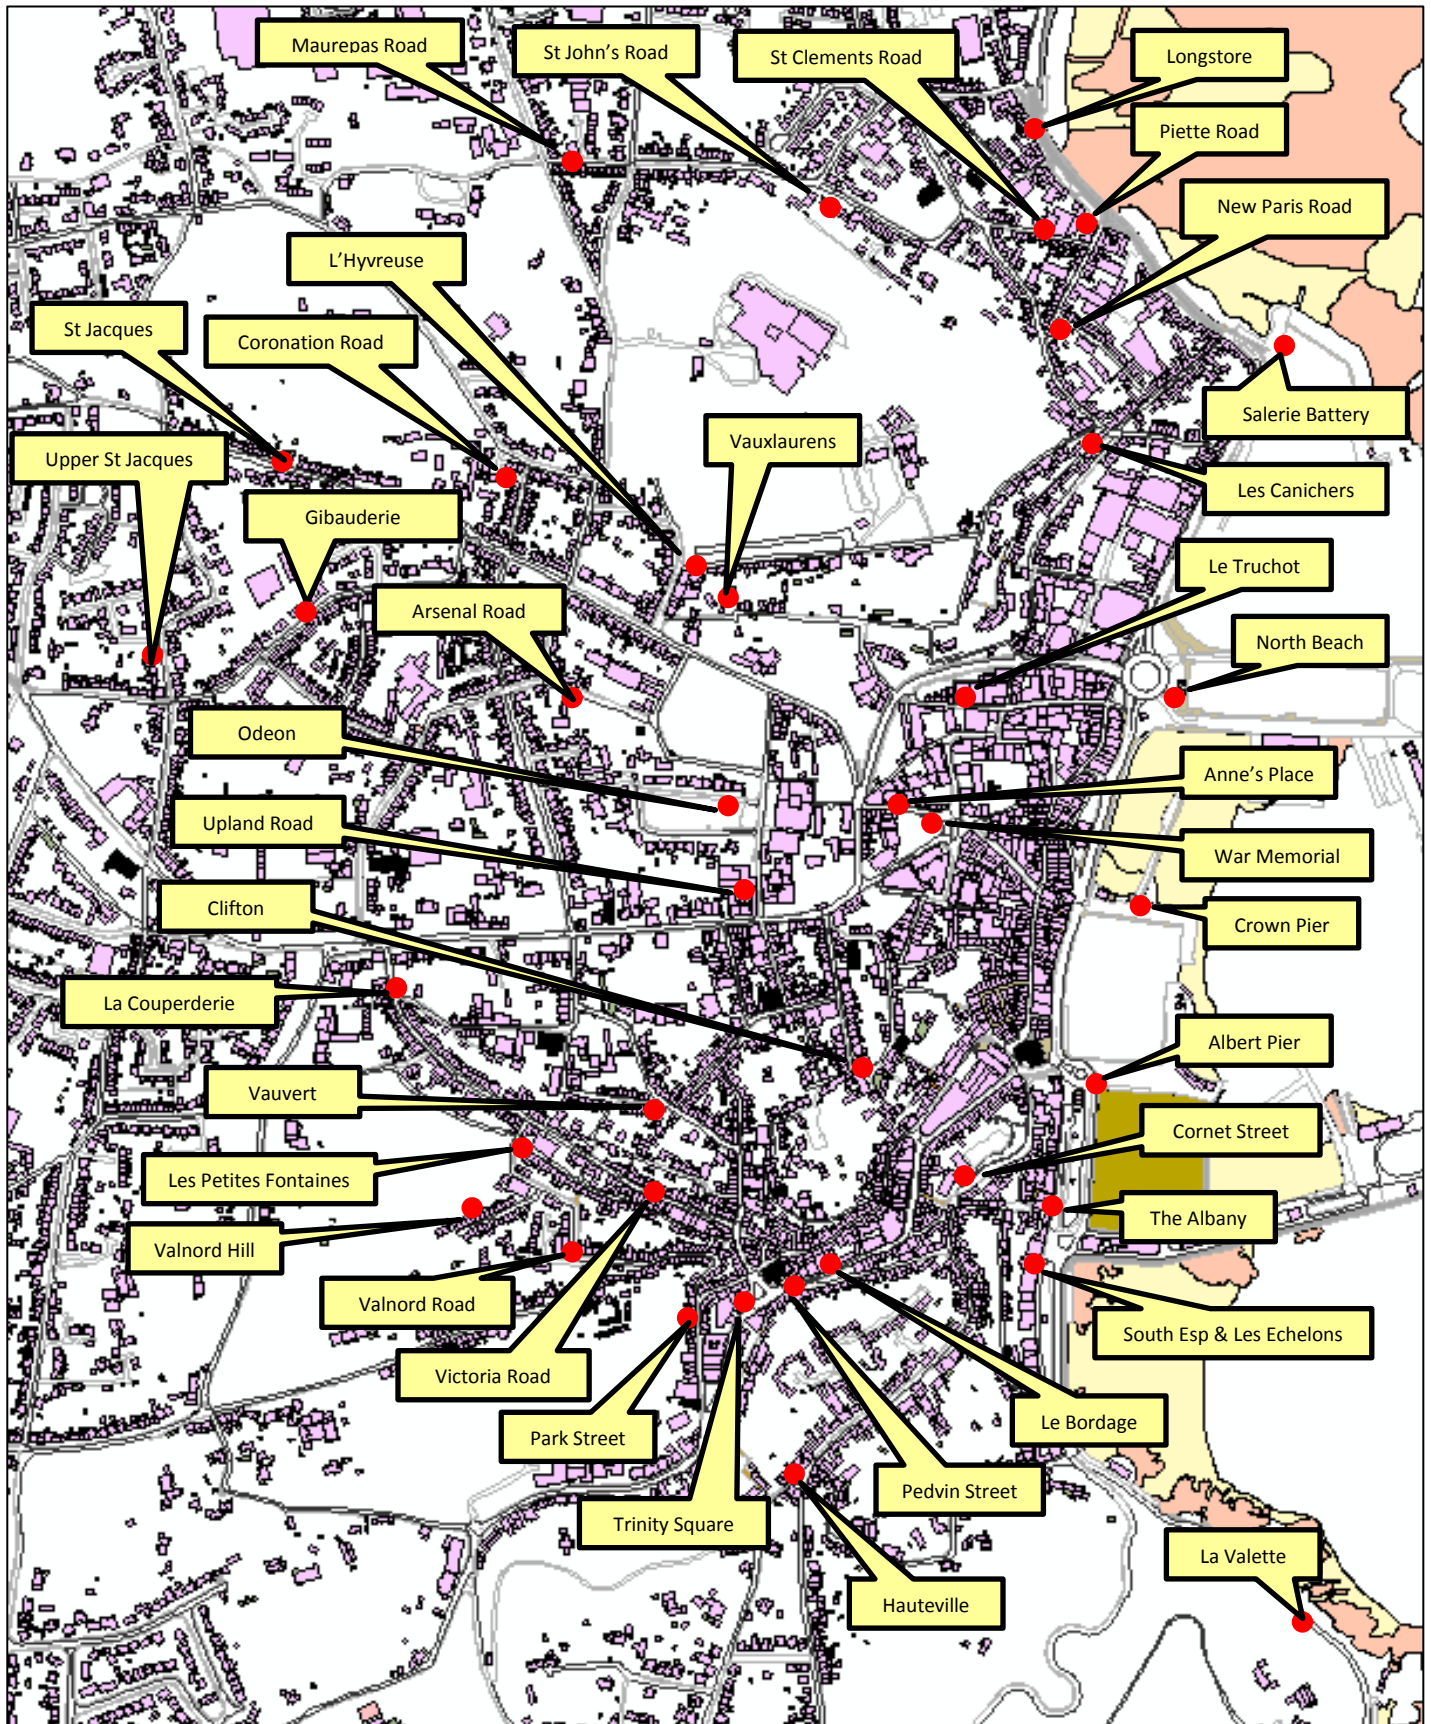 Maurepas Road
St John's Road
St Clements Road
Longstore
Piette Road
New Paris Road
L'Hyvreuse
St Jacques
Coronation Road
Salerie Battery
Vauxlaurens
Upper St Jacques
Les Canichers
Gibauderie
Le Truchot
Arsenal Road
North Beach
Odeon
Anne's Place
Upland Road
War Memorial
Clifton
Crown Pier
La Couperderie
Albert Pier
Vauvert
Cornet Street
Les Petites Fontaines
The Albany
Valnord Hill
Valnord Road
South Esp & Les Echelons
Victoria Road
Le Bordage
Park Street
Pedvin Street
Trinity Square
La Valette
Hauteville